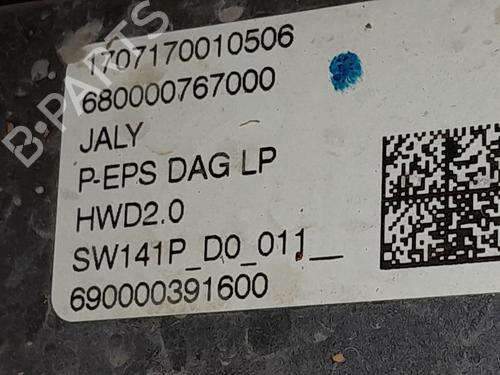 1707170010506
680000767000
JALY
P-EPS DAG LP
HWD2.0
SW141P_D0_011__
690000391600
B-PARTS